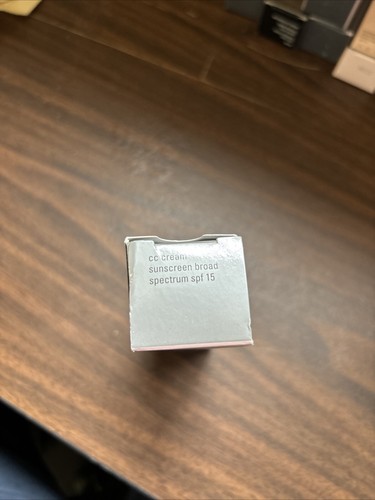 cc cream
sunscreen broad
spectrum spf 15